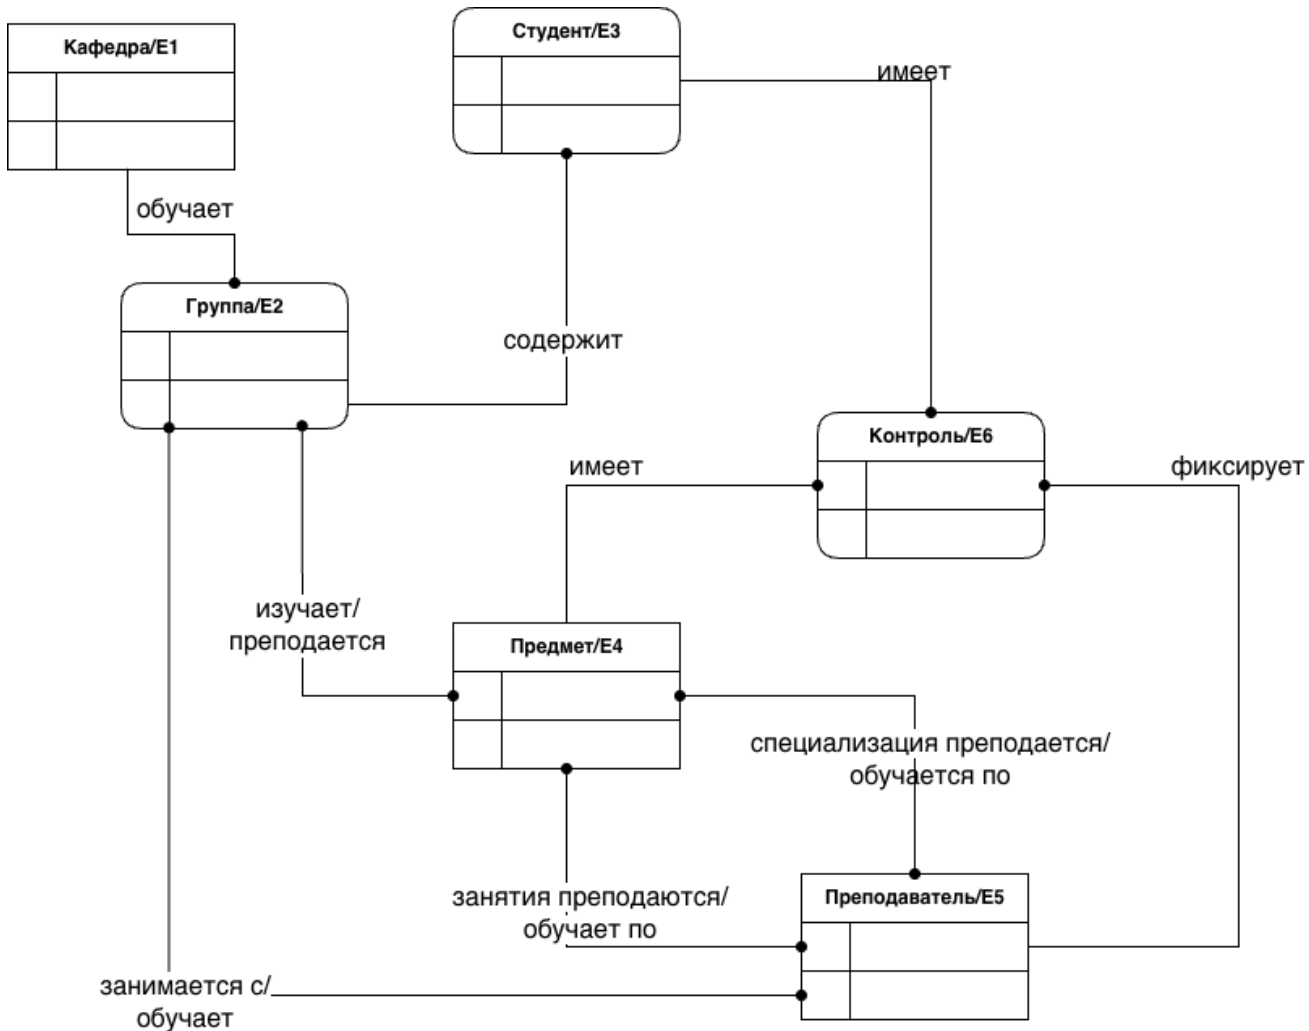 Кафедра/E1
Студент/E3
имеет
обучает
Группа/E2
содержит
Контроль/E6
имеет
фиксирует
изучает/
преподается
Предмет/E4
специализация преподается/
обучается по
занятия преподаются/
обучает по
Преподаватель/E5
занимается с/
обучает